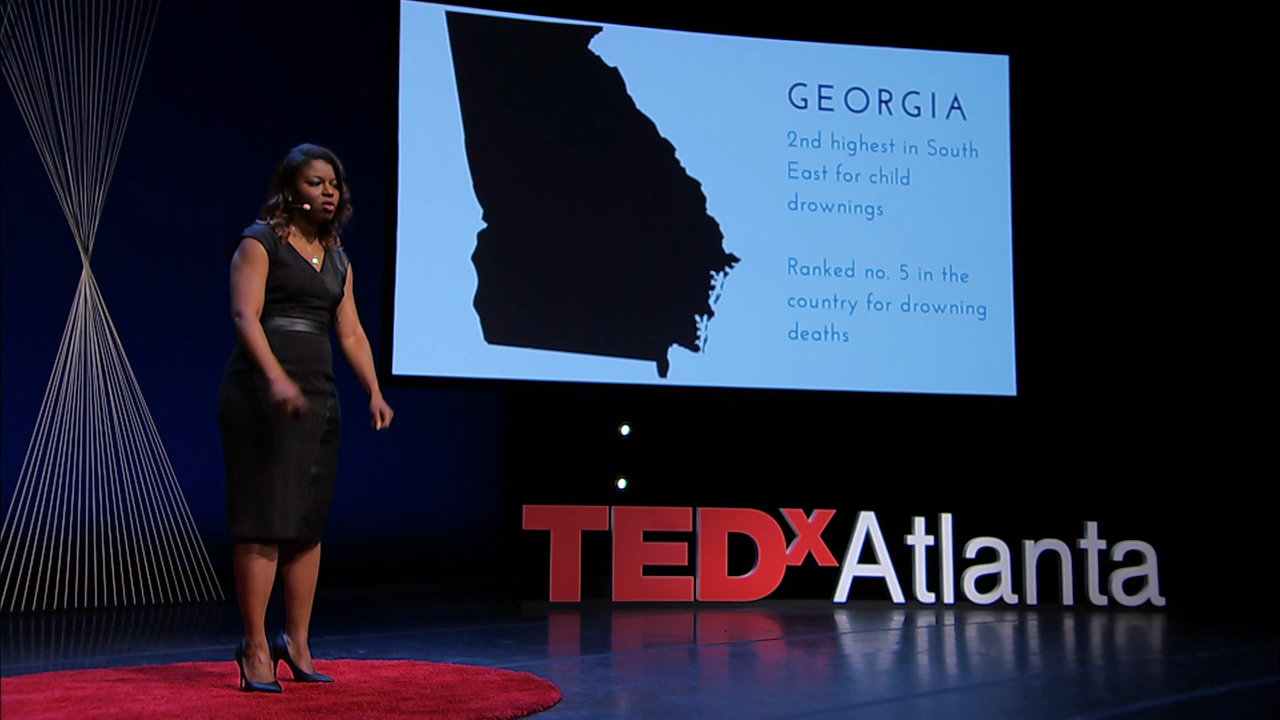 GEORGIA
2nd highest in South
East for child
drownings
Ranked no. 5 in the
country for drowning
deaths
TEDxAtlanta